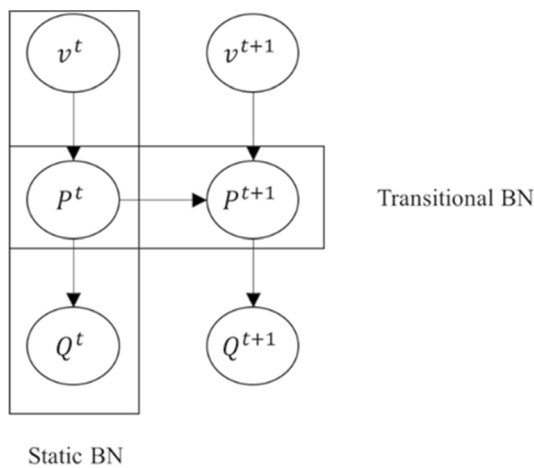 v^t v^{t+1}
P^t P^{t+1} Transitional BN
Q^t Q^{t+1}
Static BN